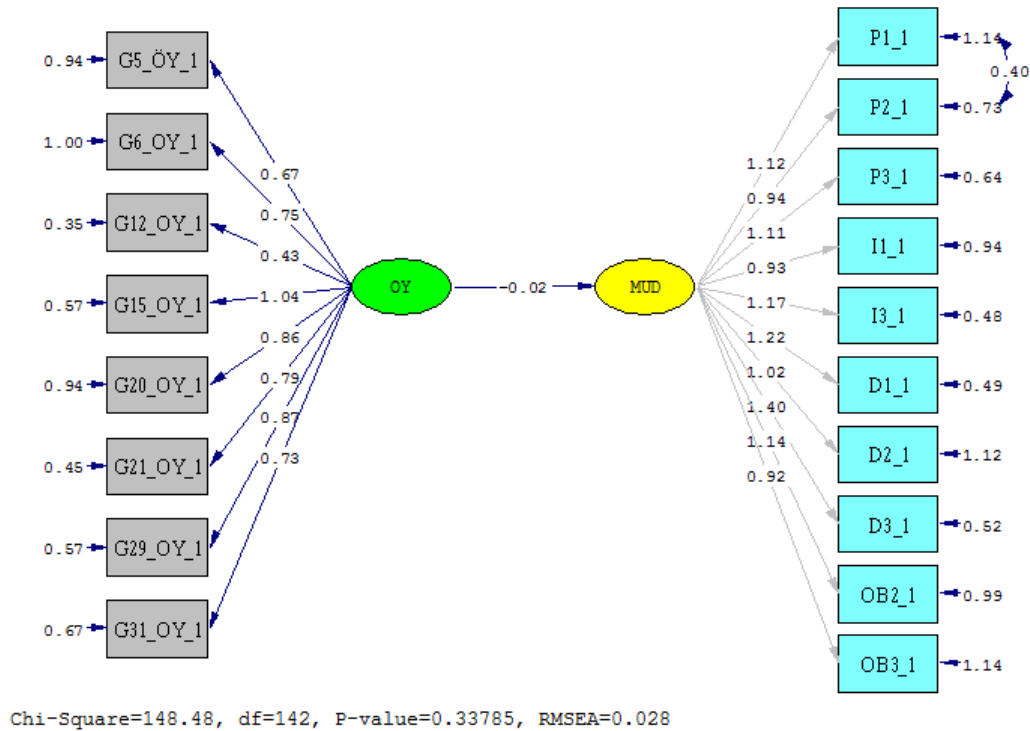 0.94 G5_ÖY_1
1.00 G6_OY_1
0.35 G12_OY_1
0.57 G15_OY_1
0.94 G20_OY_1
0.45 G21_OY_1
0.57 G29_OY_1
0.67 G31_OY_1
0.67
0.75
0.43
1.04
0.86
0.79
0.87
0.73
OY
-0.02
MUD
1.12
0.94
1.11
0.93
1.17
1.22
1.02
1.40
1.14
0.92
P1_1 1.14
0.40
P2_1 0.73
P3_1 0.64
I1_1 0.94
I3_1 0.48
D1_1 0.49
D2_1 1.12
D3_1 0.52
OB2_1 0.99
OB3_1 1.14
Chi-Square=148.48, df=142, P-value=0.33785, RMSEA=0.028